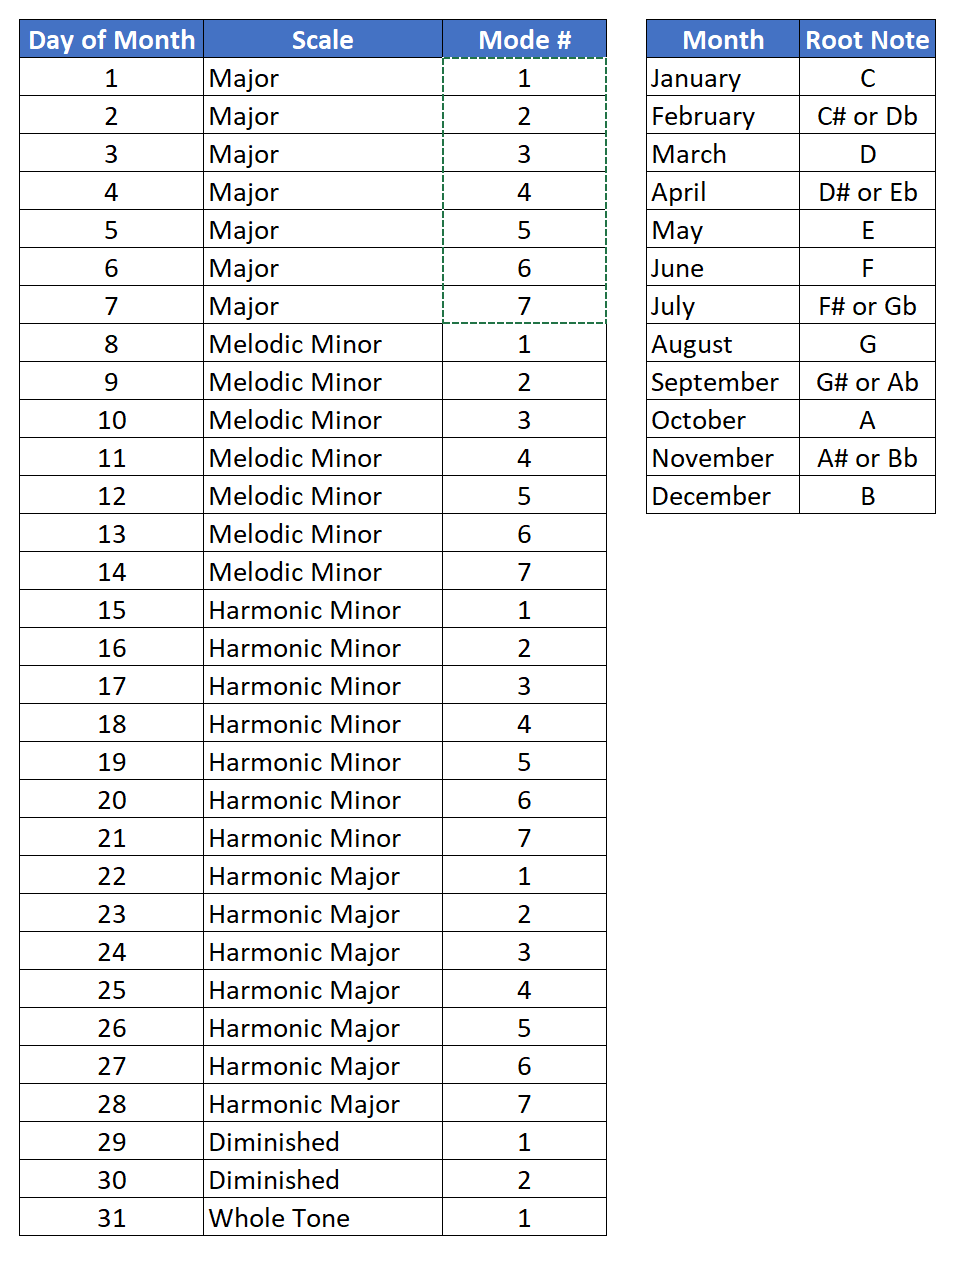 Day of Month Scale Mode #
1 Major 1
2 Major 2
3 Major 3
4 Major 4
5 Major 5
6 Major 6
7 Major 7
8 Melodic Minor 1
9 Melodic Minor 2
10 Melodic Minor 3
11 Melodic Minor 4
12 Melodic Minor 5
13 Melodic Minor 6
14 Melodic Minor 7
15 Harmonic Minor 1
16 Harmonic Minor 2
17 Harmonic Minor 3
18 Harmonic Minor 4
19 Harmonic Minor 5
20 Harmonic Minor 6
21 Harmonic Minor 7
22 Harmonic Major 1
23 Harmonic Major 2
24 Harmonic Major 3
25 Harmonic Major 4
26 Harmonic Major 5
27 Harmonic Major 6
28 Harmonic Major 7
29 Diminished 1
30 Diminished 2
31 Whole Tone 1
Month Root Note
January C
February C# or Db
March D
April D# or Eb
May E
June F
July F# or Gb
August G
September G# or Ab
October A
November A# or Bb
December B